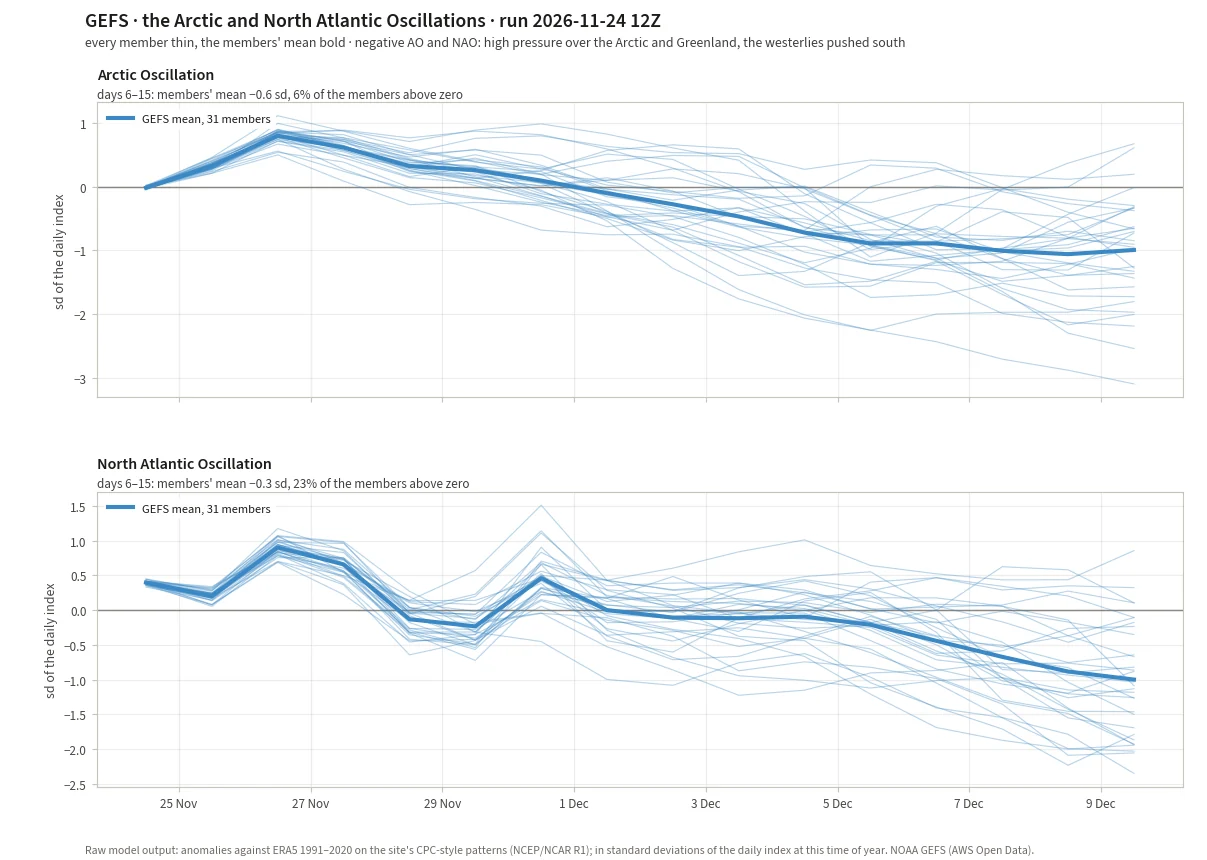 GEFS · the Arctic and North Atlantic Oscillations · run 2026-11-24 12Z
every member thin, the members' mean bold · negative AO and NAO: high pressure over the Arctic and Greenland, the westerlies pushed south
Arctic Oscillation
days 6–15: members' mean −0.6 sd, 6% of the members above zero
GEFS mean, 31 members
1
0
−1
−2
−3
sd of the daily index
North Atlantic Oscillation
days 6–15: members' mean −0.3 sd, 23% of the members above zero
GEFS mean, 31 members
1.5
1.0
0.5
0.0
−0.5
−1.0
−1.5
−2.0
−2.5
sd of the daily index
25 Nov 27 Nov 29 Nov 1 Dec 3 Dec 5 Dec 7 Dec 9 Dec
Raw model output: anomalies against ERA5 1991–2020 on the site's CPC-style patterns (NCEP/NCAR R1); in standard deviations of the daily index at this time of year. NOAA GEFS (AWS Open Data).